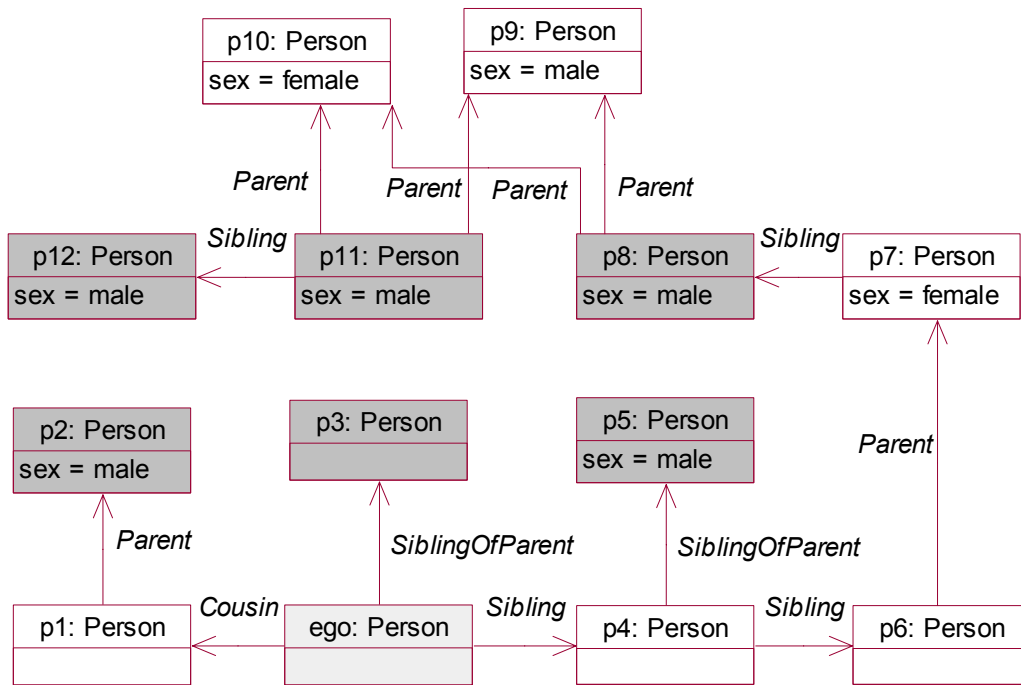 p10: Person
sex = female
p9: Person
sex = male
Parent
Parent
Parent
Parent
p12: Person
sex = male
Sibling
p11: Person
sex = male
p8: Person
sex = male
Sibling
p7: Person
sex = female
p2: Person
sex = male
p3: Person
p5: Person
sex = male
Parent
Parent
SiblingOfParent
SiblingOfParent
p1: Person
Cousin
ego: Person
Sibling
p4: Person
Sibling
p6: Person